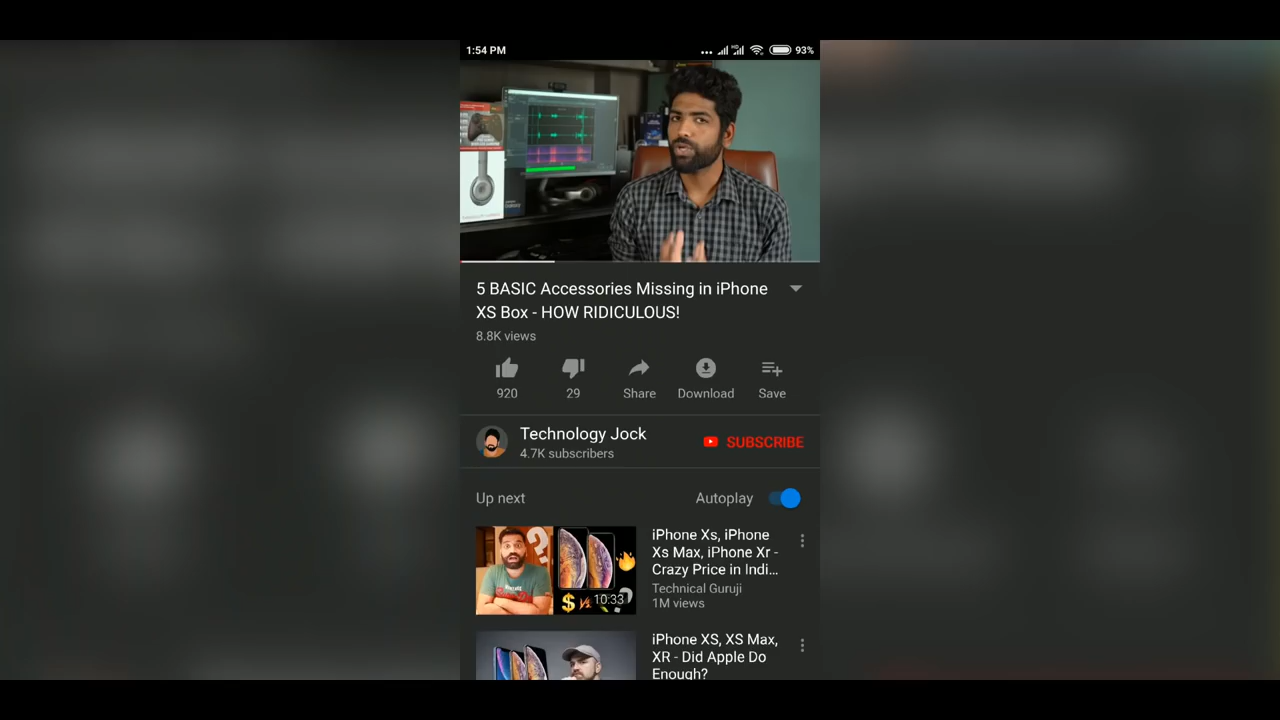 1:54 PM
HD
93%
5 BASIC Accessories Missing in iPhone
XS Box - HOW RIDICULOUS!
8.8K views
920
29
Share
Download
Save
Technology Jock
4.7K subscribers
SUBSCRIBE
Up next
Autoplay
iPhone Xs, iPhone
Xs Max, iPhone Xr -
Crazy Price in Indi...
Technical Guruji
1M views
10:33
iPhone XS, XS Max,
XR - Did Apple Do
Enough?